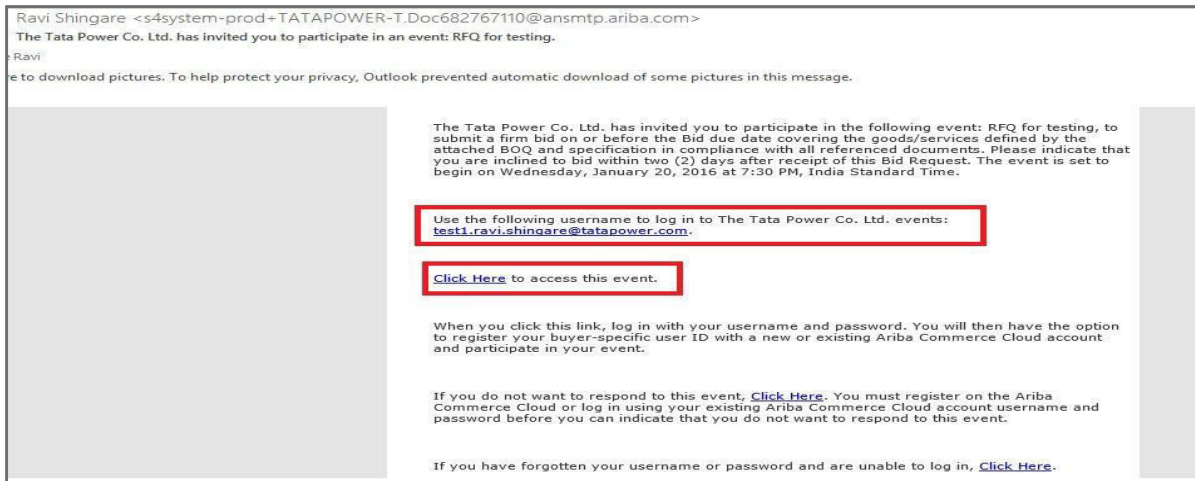 Ravi Shingare <s4system-prod+TATAPOWER-T.Doc682767110@ansmtp.ariba.com>
The Tata Power Co. Ltd. has invited you to participate in an event: RFQ for testing.
Ravi
e to download pictures. To help protect your privacy, Outlook prevented automatic download of some pictures in this message.
The Tata Power Co. Ltd. has invited you to participate in the following event: RFQ for testing, to
submit a firm bid on or before the Bid due date covering the goods/services defined by the
attached BOQ and specification in compliance with all referenced documents. Please indicate that
you are inclined to bid within two (2) days after receipt of this Bid Request. The event is set to
begin on Wednesday, January 20, 2016 at 7:30 PM, India Standard Time.
Use the following username to log in to The Tata Power Co. Ltd. events:
test1.ravi.shingare@tatapower.com.
Click Here to access this event.
When you click this link, log in with your username and password. You will then have the option
to register your buyer-specific user ID with a new or existing Ariba Commerce Cloud account
and participate in your event.
If you do not want to respond to this event, Click Here. You must register on the Ariba
Commerce Cloud or log in using your existing Ariba Commerce Cloud account username and
password before you can indicate that you do not want to respond to this event.
If you have forgotten your username or password and are unable to log in, Click Here.